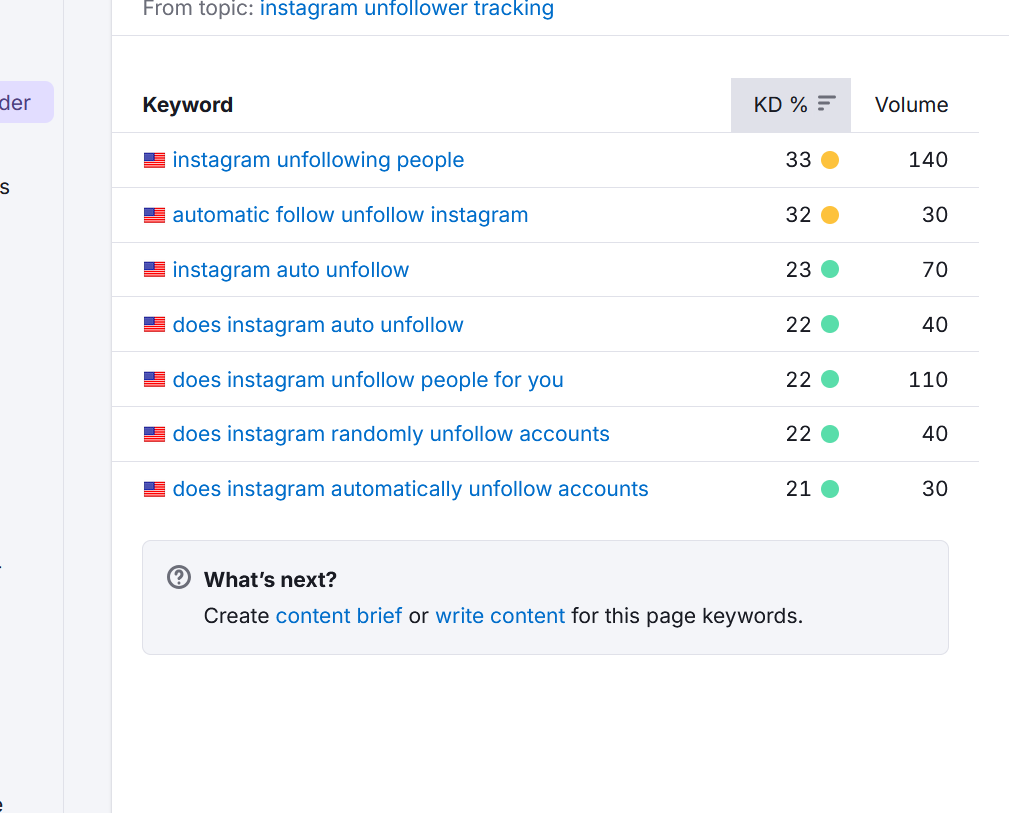 From topic: instagram unfollower tracking
der
Keyword KD % Volume
instagram unfollowing people 33 140
s
automatic follow unfollow instagram 32 30
instagram auto unfollow 23 70
does instagram auto unfollow 22 40
does instagram unfollow people for you 22 110
does instagram randomly unfollow accounts 22 40
does instagram automatically unfollow accounts 21 30
What's next?
Create content brief or write content for this page keywords.
e